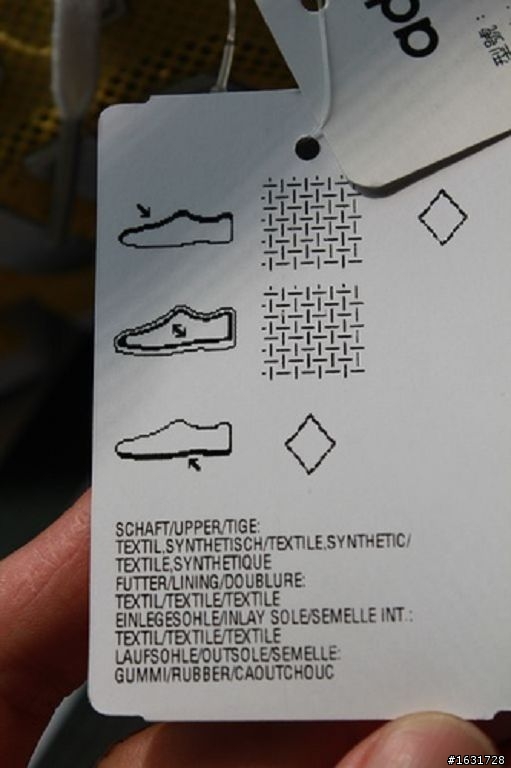 ad
SCHAFT/UPPER/TIGE:
TEXTIL,SYNTHETISCH/TEXTILE,SYNTHETIC/
TEXTILE,SYNTHETIQUE
FUTTER/LINING/DOUBLURE:
TEXTIL/TEXTILE/TEXTILE
EINLEGESOHLE/INLAY SOLE/SEMELLE INT.:
TEXTIL/TEXTILE/TEXTILE
LAUFSOHLE/OUTSOLE/SEMELLE:
GUMMI/RUBBER/CAOUTCHOUC
#1631728